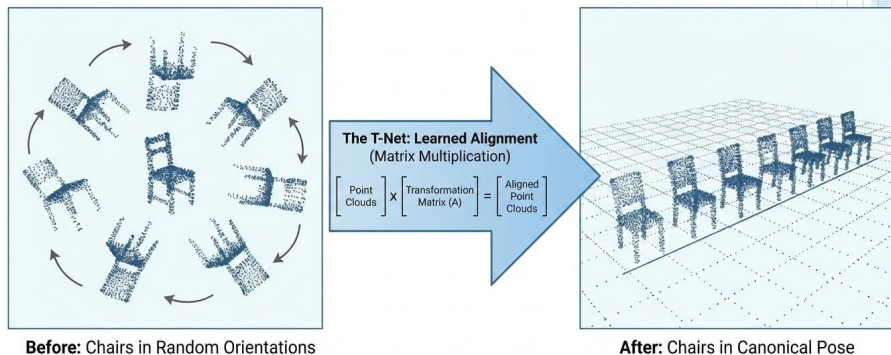 The T-Net: Learned Alignment
(Matrix Multiplication)
[Point Clouds] x [Transformation Matrix (A)] = [Aligned Point Clouds]
Before: Chairs in Random Orientations
After: Chairs in Canonical Pose